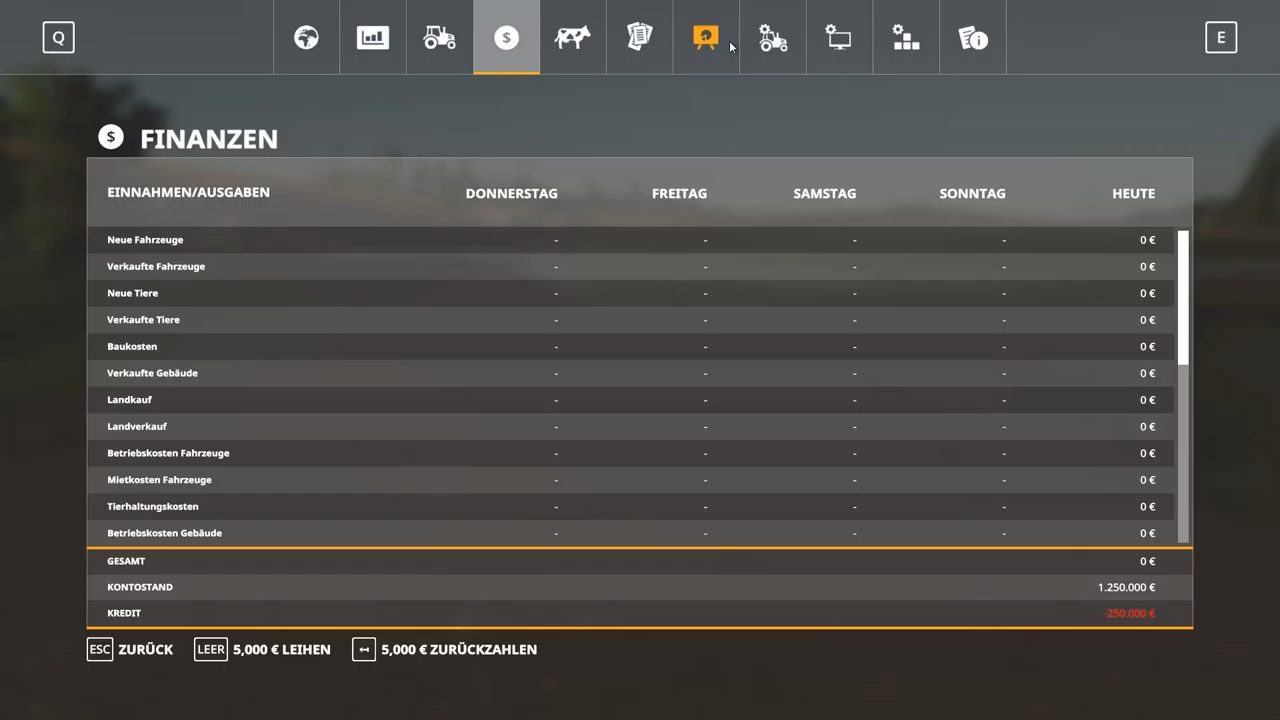 Q
E
FINANZEN
EINNAHMEN/AUSGABEN DONNERSTAG FREITAG SAMSTAG SONNTAG HEUTE
Neue Fahrzeuge - - - - 0 €
Verkaufte Fahrzeuge - - - - 0 €
Neue Tiere - - - - 0 €
Verkaufte Tiere - - - - 0 €
Baukosten - - - - 0 €
Verkaufte Gebäude - - - - 0 €
Landkauf - - - - 0 €
Landverkauf - - - - 0 €
Betriebskosten Fahrzeuge - - - - 0 €
Mietkosten Fahrzeuge - - - - 0 €
Tierhaltungskosten - - - - 0 €
Betriebskosten Gebäude - - - - 0 €
GESAMT 0 €
KONTOSTAND 1.250.000 €
KREDIT -250.000 €
ESC ZURÜCK LEER 5,000 € LEIHEN ↔ 5,000 € ZURÜCKZAHLEN